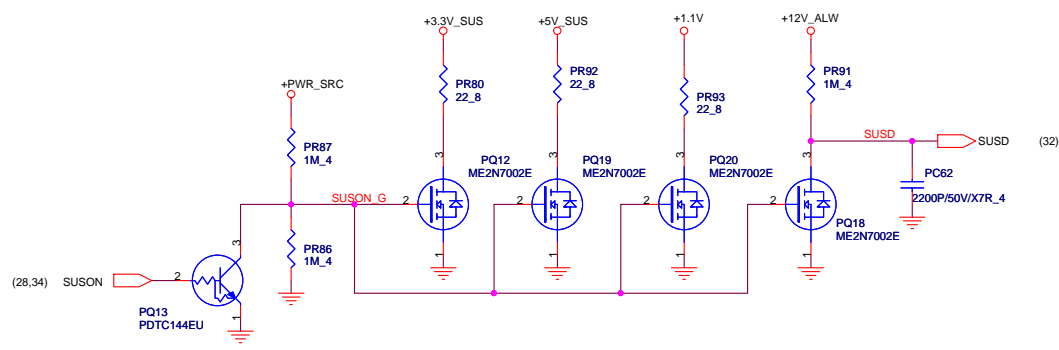 +3.3V_SUS
+5V_SUS
+1.1V
+12V_ALW
PR80
22_8
PR92
22_8
PR93
22_8
PR91
1M_4
+PWR_SRC
PR87
1M_4
SUSD
SUSD
(32)
3
3
3
3
PQ12
ME2N7002E
PQ19
ME2N7002E
PQ20
ME2N7002E
PC62
2200P/50V/X7R_4
SUSON_G
2
2
2
2
PQ18
ME2N7002E
1
1
1
1
3
PR86
1M_4
(28,34)
SUSON
2
1
PQ13
PDTC144EU